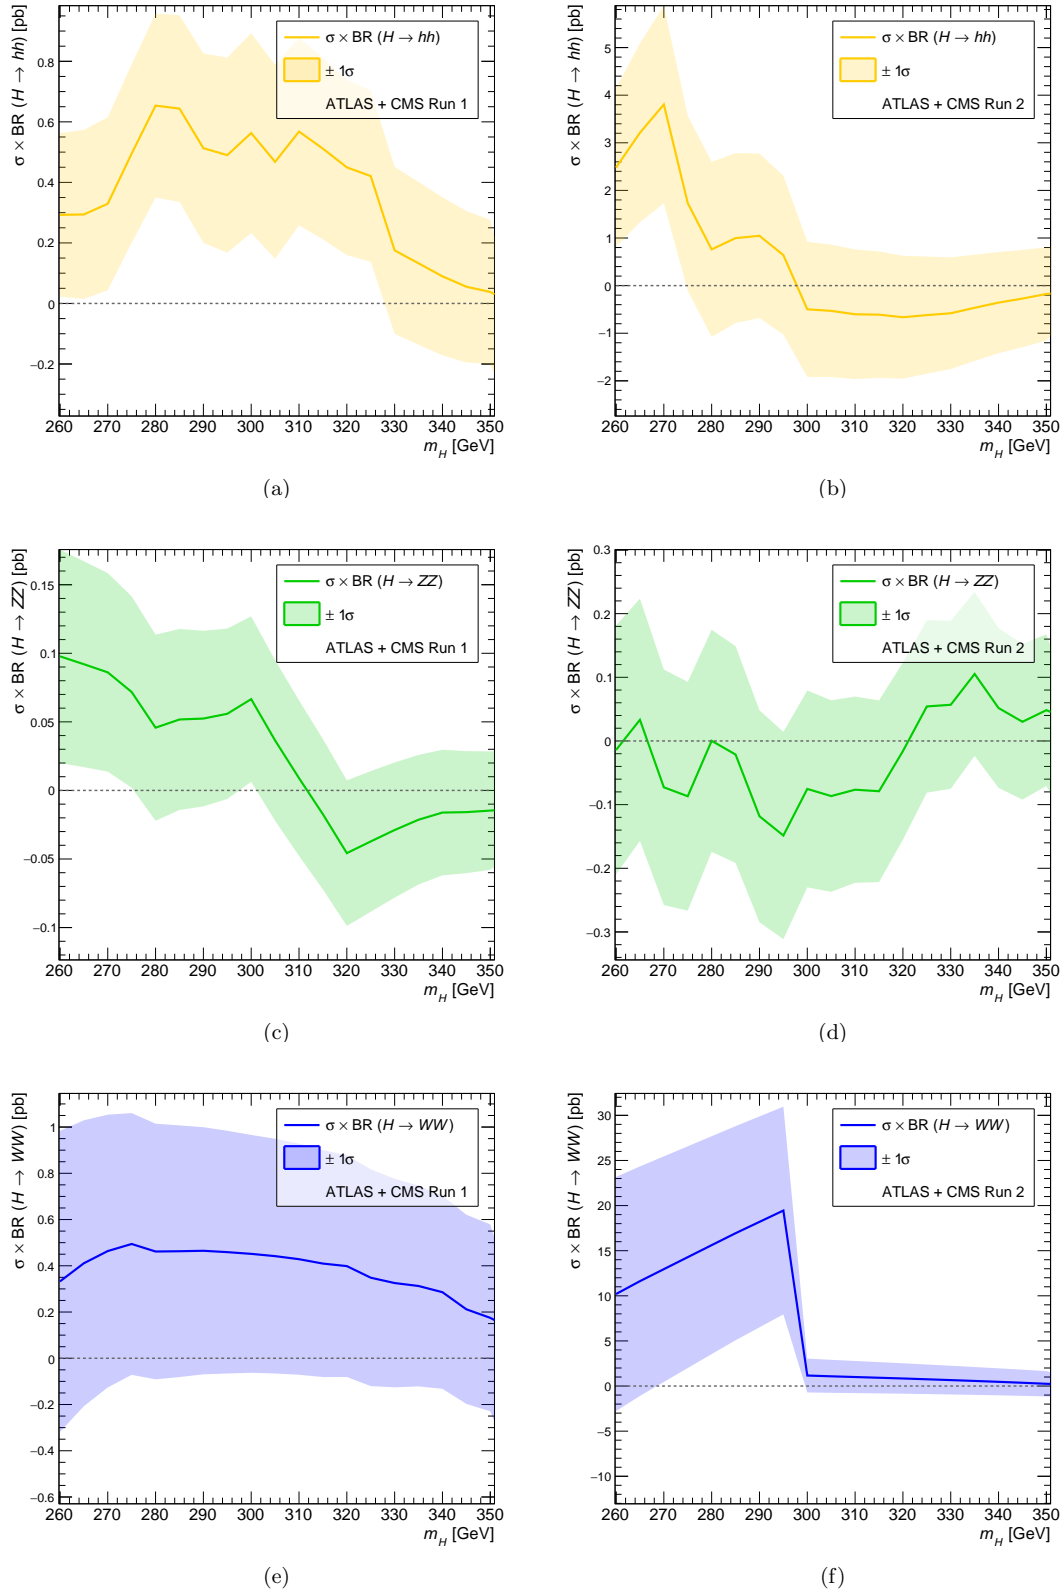 σ × BR (H → hh) [pb]
0.8
0.6
0.4
0.2
0
−0.2
σ × BR (H → hh)
± 1σ
ATLAS + CMS Run 1
260 270 280 290 300 310 320 330 340 350
m_H [GeV]
(a)
σ × BR (H → hh) [pb]
5
4
3
2
1
0
−1
−2
σ × BR (H → hh)
± 1σ
ATLAS + CMS Run 2
260 270 280 290 300 310 320 330 340 350
m_H [GeV]
(b)
σ × BR (H → ZZ) [pb]
0.15
0.1
0.05
0
−0.05
−0.1
σ × BR (H → ZZ)
± 1σ
ATLAS + CMS Run 1
260 270 280 290 300 310 320 330 340 350
m_H [GeV]
(c)
σ × BR (H → ZZ) [pb]
0.3
0.2
0.1
0
−0.1
−0.2
−0.3
σ × BR (H → ZZ)
± 1σ
ATLAS + CMS Run 2
260 270 280 290 300 310 320 330 340 350
m_H [GeV]
(d)
σ × BR (H → WW) [pb]
1
0.8
0.6
0.4
0.2
0
−0.2
−0.4
−0.6
σ × BR (H → WW)
± 1σ
ATLAS + CMS Run 1
260 270 280 290 300 310 320 330 340 350
m_H [GeV]
(e)
σ × BR (H → WW) [pb]
30
25
20
15
10
5
0
−5
−10
σ × BR (H → WW)
± 1σ
ATLAS + CMS Run 2
260 270 280 290 300 310 320 330 340 350
m_H [GeV]
(f)